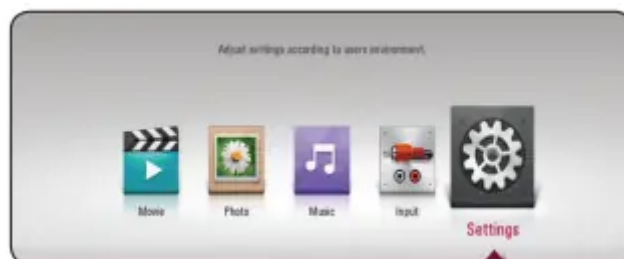 Adjust settings according to users environment.
Movie
Photo
Music
Input
Settings